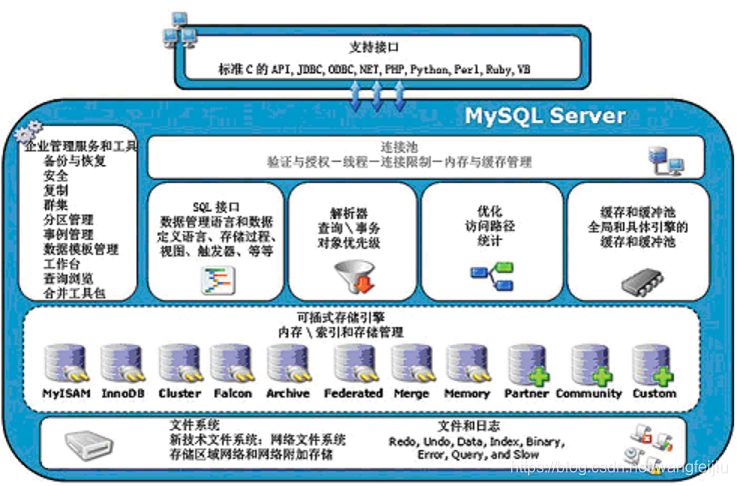 支持接口
标准 C 的 API, JDBC, ODBC, NET, PHP, Python, Perl, Ruby, VB
MySQL Server
企业管理服务和工具
备份与恢复
安全
复制
群集
分区管理
事例管理
数据模板管理
工作台
查询浏览
合并工具包
连接池
验证与授权—线程—连接限制—内存与缓存管理
SQL 接口
数据管理语言和数据
定义语言、存储过程,
视图、触发器、等等
解析器
查询\事务
对象优先级
优化
访问路径
统计
缓存和缓冲池
全局和具体引擎的
缓存和缓冲池
可插式存储引擎
内存\索引和存储管理
MyISAM InnoDB Cluster Falcon Archive Federated Merge Memory Partner Community Custom
文件系统
新技术文件系统: 网络文件系统
存储区域网络和网络附加存储
文件和日志
Redo, Undo, Data, Index, Binary,
Error, Query, and Slow
https://blog.csdn.net/wangfeijiu